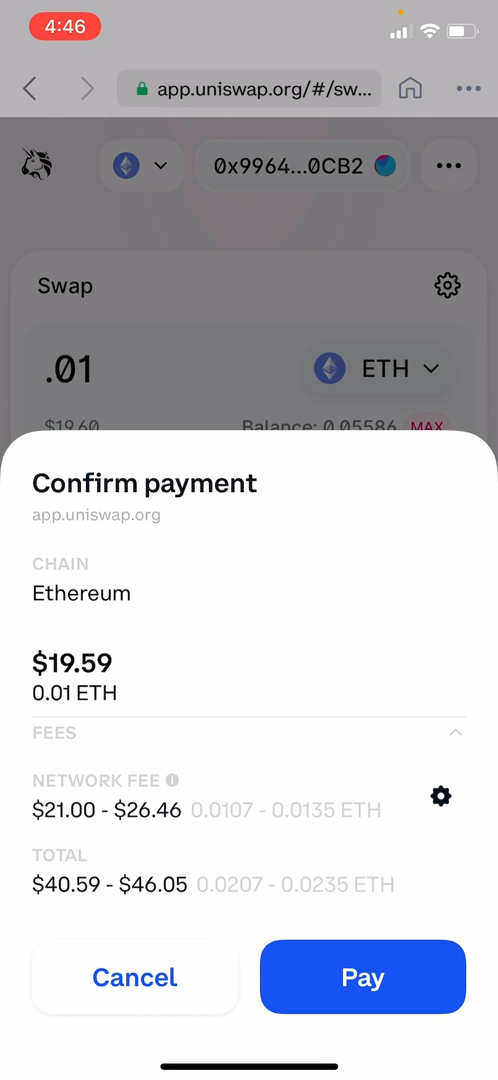 4:46
app.uniswap.org/#/sw...
0x9964...0CB2
Swap
.01 ETH
$19.60 Balance: 0.05586 MAX
Confirm payment
app.uniswap.org
CHAIN
Ethereum
$19.59
0.01 ETH
FEES
NETWORK FEE
$21.00 - $26.46 0.0107 - 0.0135 ETH
TOTAL
$40.59 - $46.05 0.0207 - 0.0235 ETH
Cancel Pay